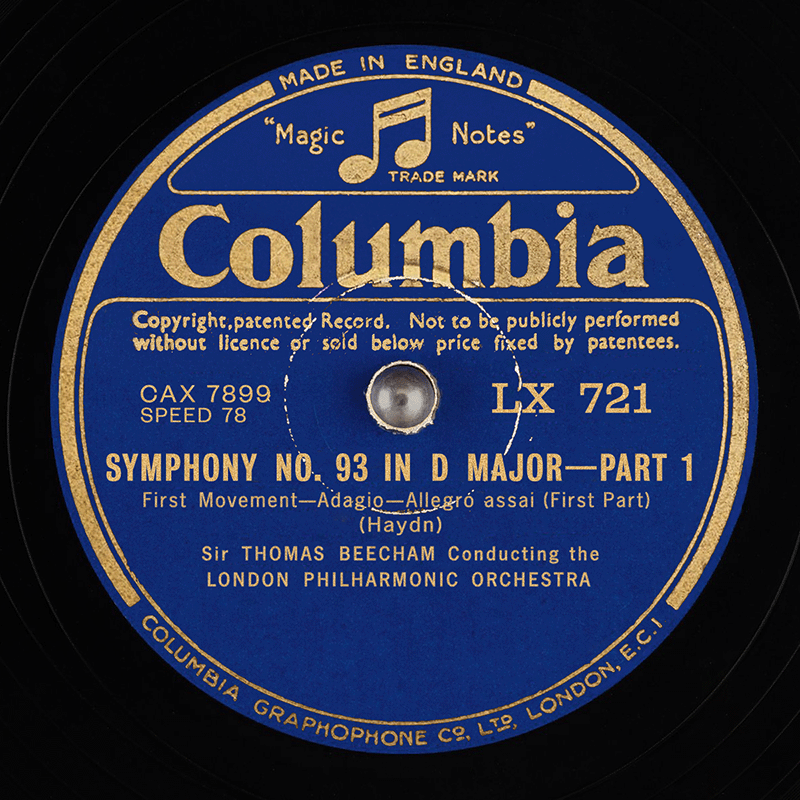 MADE IN ENGLAND
"Magic Notes"
TRADE MARK
Columbia
Copyright, patented Record. Not to be publicly performed
without licence or sold below price fixed by patentees.
CAX 7899
SPEED 78
LX 721
SYMPHONY NO. 93 IN D MAJOR—PART 1
First Movement—Adagio—Allegro assai (First Part)
(Haydn)
Sir THOMAS BEECHAM Conducting the
LONDON PHILHARMONIC ORCHESTRA
COLUMBIA GRAPHOPHONE CO. LTD. LONDON, E.C.1